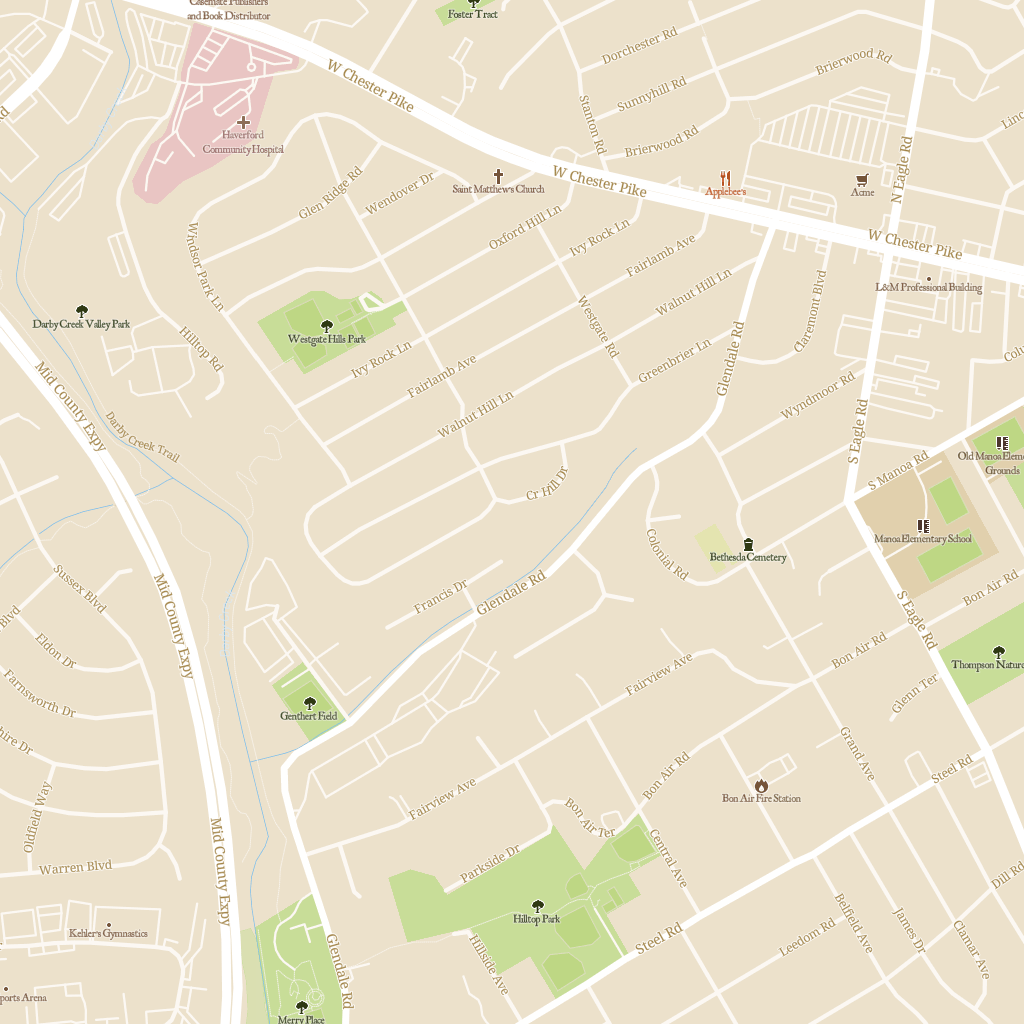 Casemate Publishers
and Book Distributor
Foster Tract
Dorchester Rd
Brierwood Rd
W Chester Pike
Sunnyhill Rd
Stanton Rd
Haverford
Community Hospital
Brierwood Rd
N Eagle Rd
Glen Ridge Rd
Wendover Dr
Saint Matthew's Church
W Chester Pike
Applebee's
Acme
Windsor Park Ln
Oxford Hill Ln
Ivy Rock Ln
Fairlamb Ave
W Chester Pike
L&M Professional Building
Walnut Hill Ln
Claremont Blvd
Darby Creek Valley Park
Westgate Hills Park
Westgate Rd
Hilltop Rd
Ivy Rock Ln
Greenbrier Ln
Glendale Rd
Fairlamb Ave
Wyndmoor Rd
Mid County Expy
Walnut Hill Ln
Darby Creek Trail
S Eagle Rd
S Manoa Rd
Grounds
Cr Hill Dr
Manoa Elementary School
Colonial Rd
Bethesda Cemetery
Sussex Blvd
Francis Dr
Glendale Rd
Bon Air Rd
Mid County Expy
S Eagle Rd
Blvd
Eldon Dr
Bon Air Rd
Fairview Ave
Farnsworth Dr
Glenn Ter
Genthert Field
Grand Ave
Steel Rd
Bon Air Rd
Bon Air Fire Station
Fairview Ave
Oldfield Way
Bon Air Ter
Mid County Expy
Central Ave
Parkside Dr
Warren Blvd
Dill Rd
Hilltop Park
Belfield Ave
James Dr
Clamar Ave
Kehler's Gymnastics
Steel Rd
Leedom Rd
Hillside Ave
Glendale Rd
Merry Place